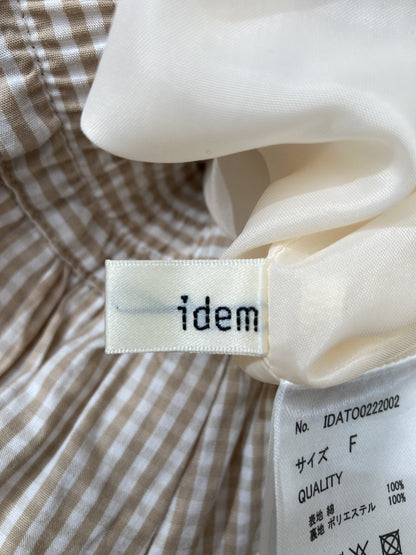 idem
No. IDAT00222002
サイズ F
QUALITY
表地 綿 100%
裏地 ポリエステル 100%